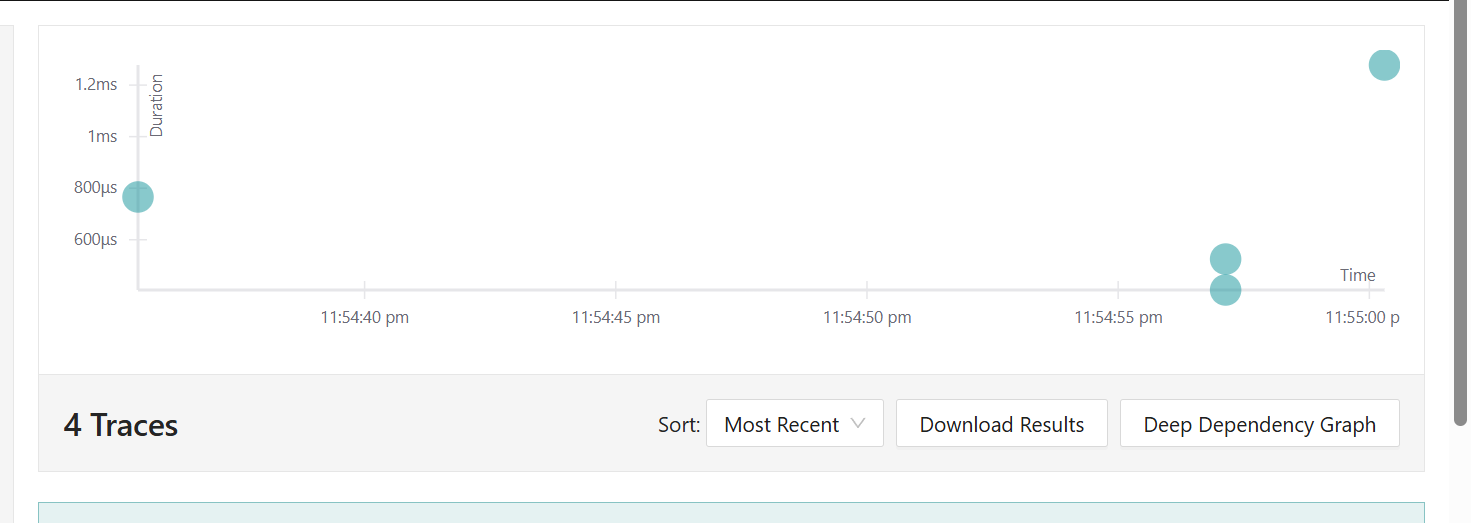 1.2ms
Duration
1ms
800μs
600μs
Time
11:54:40 pm 11:54:45 pm 11:54:50 pm 11:54:55 pm 11:55:00 p
4 Traces Sort: Most Recent Download Results Deep Dependency Graph